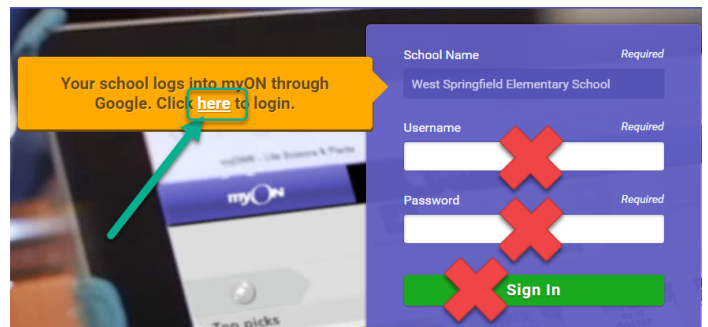 Your school logs into myON through
Google. Click here to login.
School Name Required
West Springfield Elementary School
Username Required
Password Required
Sign In
myON
Top picks